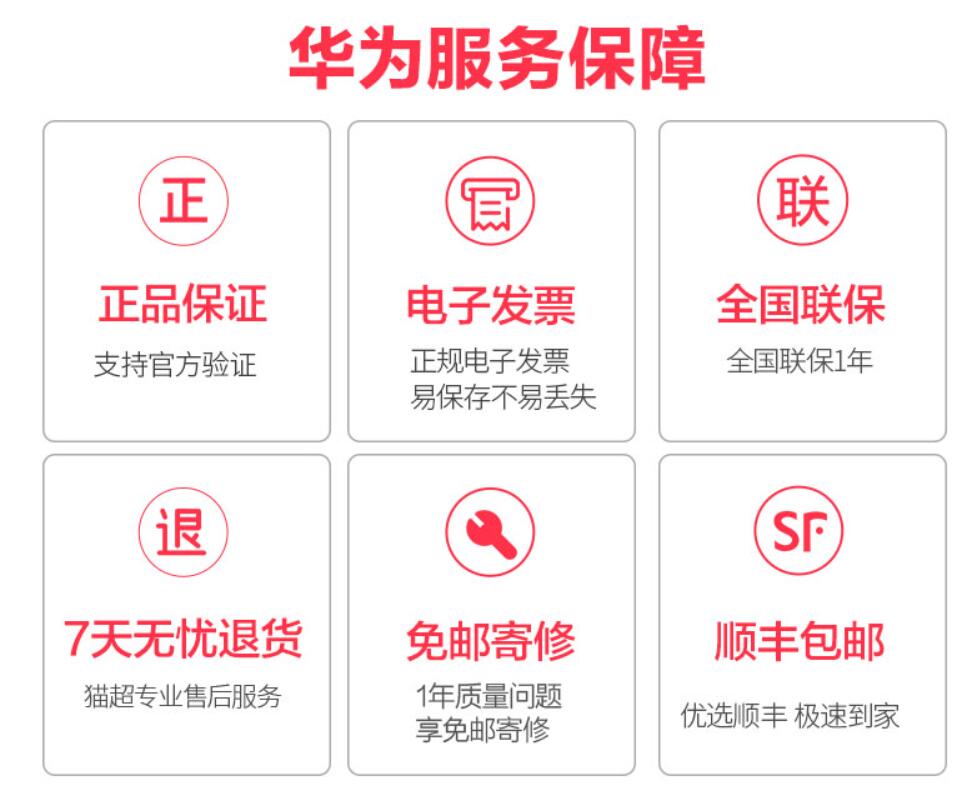 华为服务保障
正
正品保证
支持官方验证
电子发票
正规电子发票
易保存不易丢失
联
全国联保
全国联保1年
退
7天无忧退货
猫超专业售后服务
免邮寄修
1年质量问题
享免邮寄修
SF
顺丰包邮
优选顺丰 极速到家